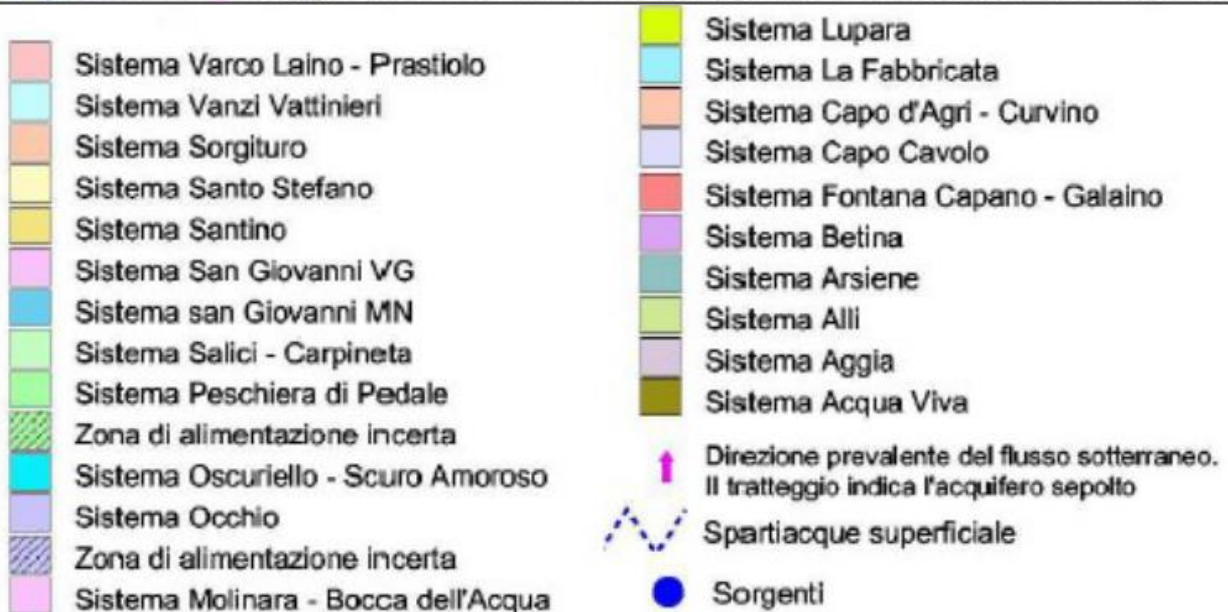 Sistema Varco Laino - Prastiolo
Sistema Vanzi Vattinieri
Sistema Sorgituro
Sistema Santo Stefano
Sistema Santino
Sistema San Giovanni VG
Sistema san Giovanni MN
Sistema Salici - Carpineta
Sistema Peschiera di Pedale
Zona di alimentazione incerta
Sistema Oscuriello - Scuro Amoroso
Sistema Occhio
Zona di alimentazione incerta
Sistema Molinara - Bocca dell'Acqua
Sistema Lupara
Sistema La Fabbricata
Sistema Capo d'Agri - Curvino
Sistema Capo Cavolo
Sistema Fontana Capano - Galaino
Sistema Betina
Sistema Arsiene
Sistema Alli
Sistema Aggia
Sistema Acqua Viva
Direzione prevalente del flusso sotterraneo.
Il tratteggio indica l'acquifero sepolto
Spartiacque superficiale
Sorgenti